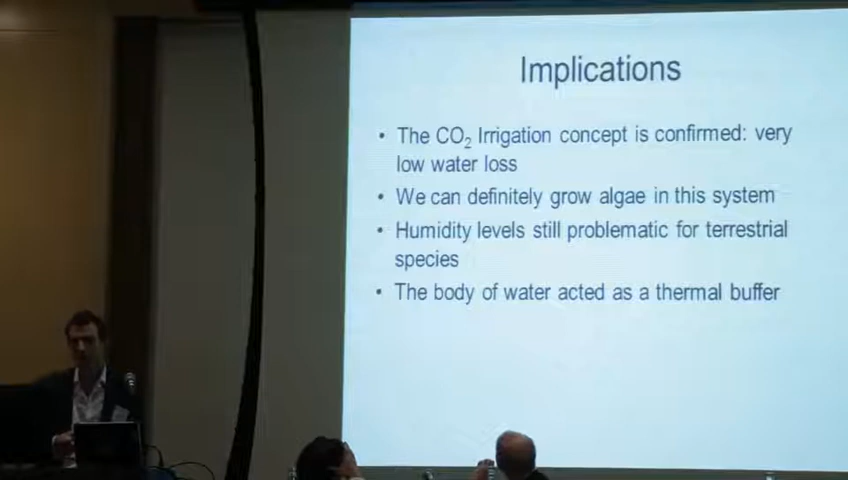 Implications
• The CO₂ Irrigation concept is confirmed: very
low water loss
• We can definitely grow algae in this system
• Humidity levels still problematic for terrestrial
species
• The body of water acted as a thermal buffer